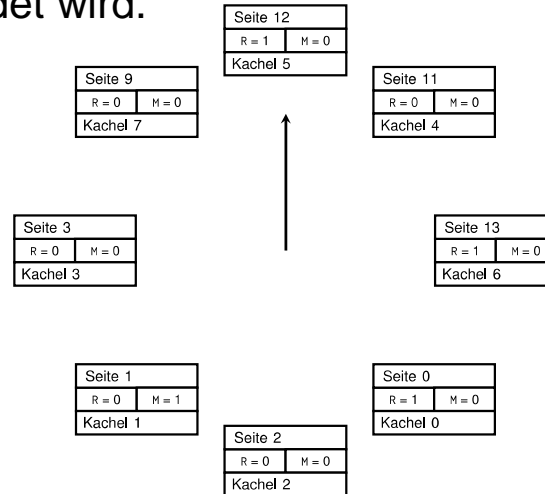 det wird.
Seite 12
R = 1 M = 0
Kachel 5
Seite 9
R = 0 M = 0
Kachel 7
Seite 11
R = 0 M = 0
Kachel 4
Seite 3
R = 0 M = 0
Kachel 3
Seite 13
R = 1 M = 0
Kachel 6
Seite 1
R = 0 M = 1
Kachel 1
Seite 0
R = 1 M = 0
Kachel 0
Seite 2
R = 0 M = 0
Kachel 2